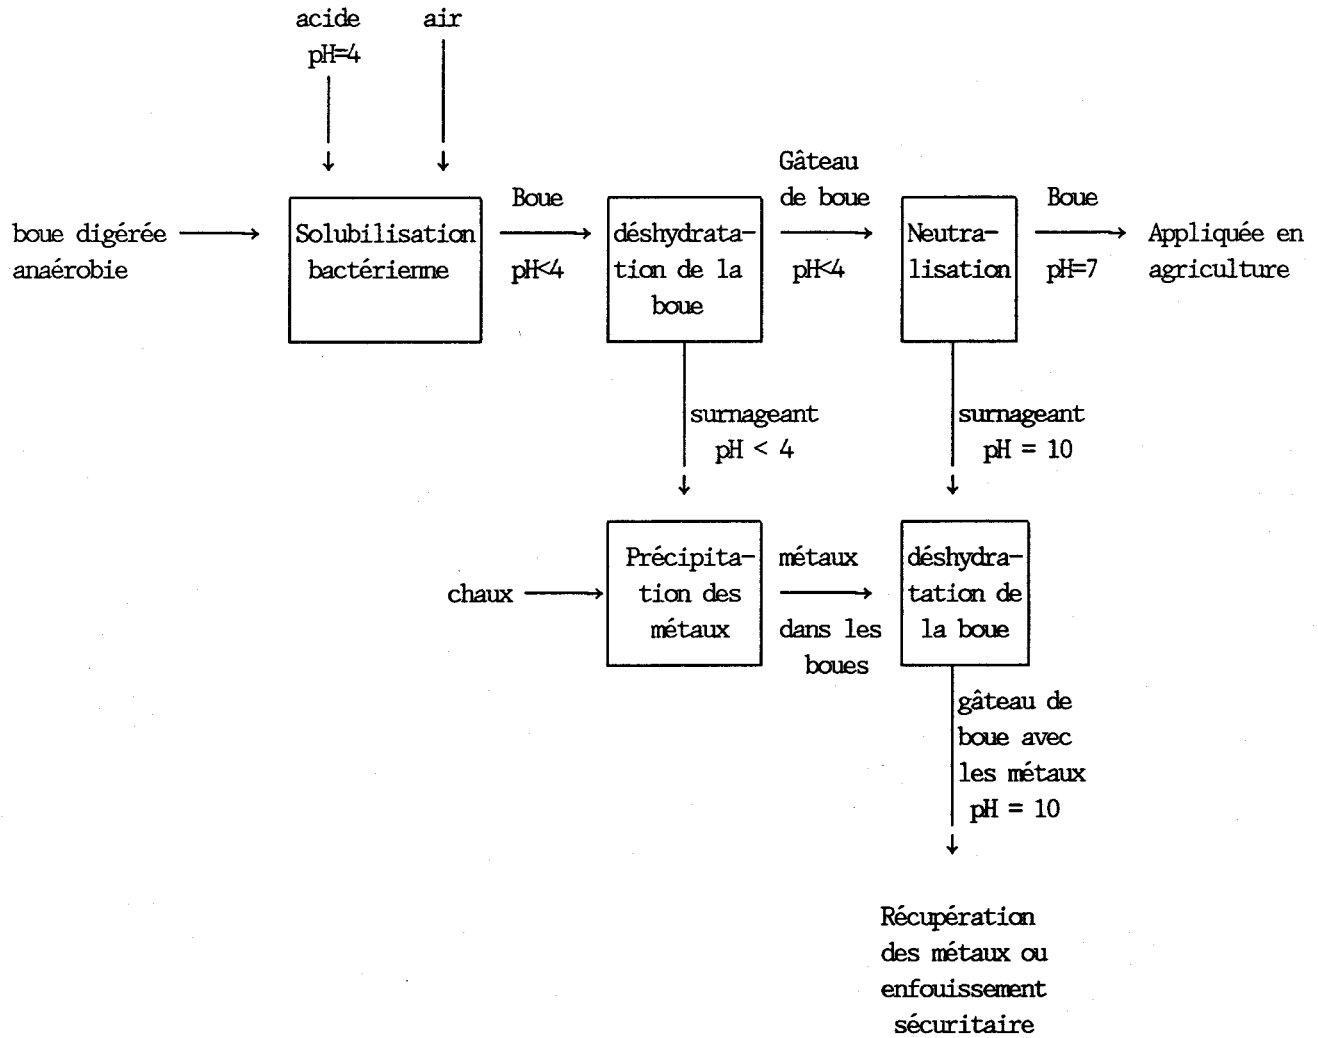 acide
pH=4
air
boue digérée
anaérobie
Solubilisation
bactérienne
Boue
pH<4
déshydrata-
tion de la
boue
Gâteau
de boue
pH<4
Neutra-
lisation
Boue
pH=7
Appliquée en
agriculture
surnageant
pH < 4
surnageant
pH = 10
chaux
Précipita-
tion des
métaux
métaux
dans les
boues
déshydra-
tation de
la boue
gâteau de
boue avec
les métaux
pH = 10
Récupération
des métaux ou
enfouissement
sécuritaire